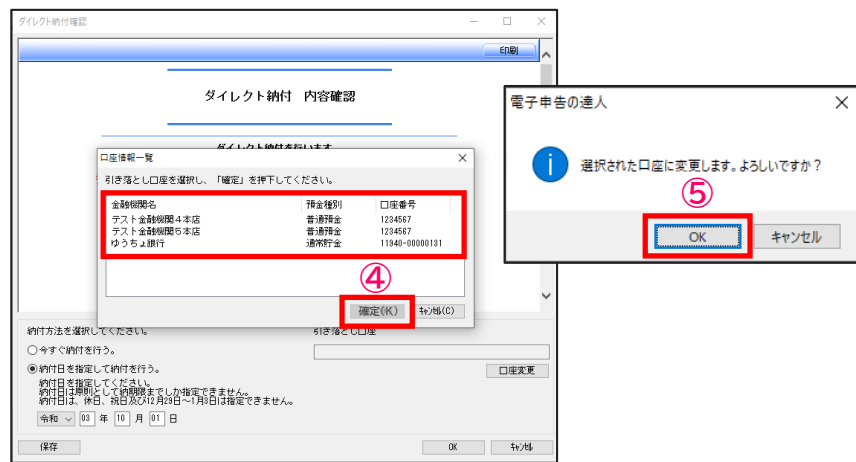 ダイレクト納付確認
印刷
ダイレクト納付 内容確認
ダイレクト納付を行います
口座情報一覧
引き落とし口座を選択し、「確定」を押下してください。
金融機関名 預金種別 口座番号
テスト金融機関4本店 普通預金 1234567
テスト金融機関5本店 普通預金 1234567
ゆうちょ銀行 通常貯金 11940-00000131
④
確定(K) ｷｬﾝｾﾙ(C)
納付方法を選択してください。 引き落とし口座
今すぐ納付を行う。
納付日を指定して納付を行う。 口座変更
納付日を指定してください。
納付日は原則として納期限までしか指定できません。
納付日は、休日、祝日及び12月29日～1月3日は指定できません。
令和 03 年 10 月 01 日
保存 OK ｷｬﾝｾﾙ
電子申告の達人
選択された口座に変更します。よろしいですか？
⑤
OK キャンセル